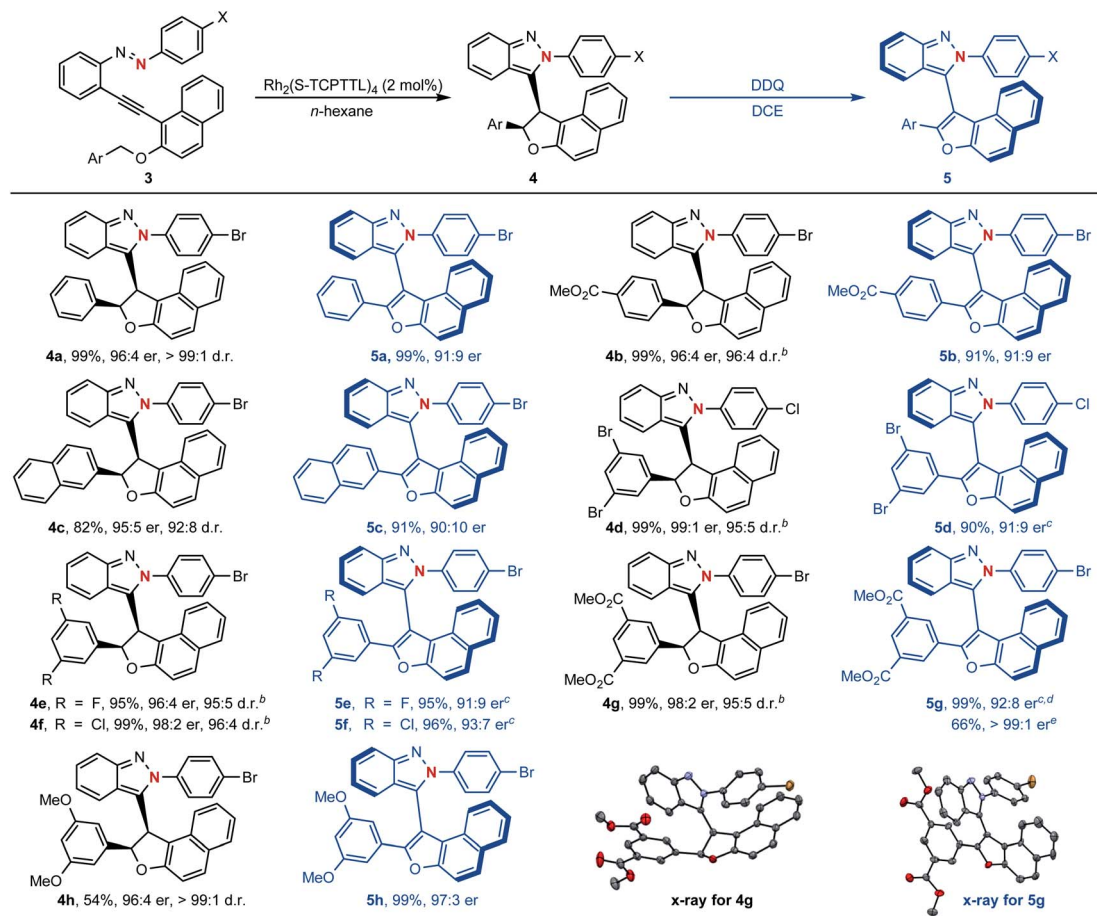 X
N
N
Ar
O
3
Rh2(S-TCPTTL)4 (2 mol%)
n-hexane
N
N
X
Ar
O
4
DDQ
DCE
N
N
X
Ar
O
5
N
N
Br
O
4a, 99%, 96:4 er, > 99:1 d.r.
N
N
Br
O
5a, 99%, 91:9 er
N
N
Br
MeO2C
O
4b, 99%, 96:4 er, 96:4 d.r.b
N
N
Br
MeO2C
O
5b, 91%, 91:9 er
N
N
Br
O
4c, 82%, 95:5 er, 92:8 d.r.
N
N
Br
O
5c, 91%, 90:10 er
N
N
Cl
Br
Br
O
4d, 99%, 99:1 er, 95:5 d.r.b
N
N
Cl
Br
Br
O
5d, 90%, 91:9 erc
N
N
Br
R
R
O
4e, R = F, 95%, 96:4 er, 95:5 d.r.b
4f, R = Cl, 99%, 98:2 er, 96:4 d.r.b
N
N
Br
R
R
O
5e, R = F, 95%, 91:9 erc
5f, R = Cl, 96%, 93:7 erc
N
N
Br
MeO2C
MeO2C
O
4g, 99%, 98:2 er, 95:5 d.r.b
N
N
Br
MeO2C
MeO2C
O
5g, 99%, 92:8 erc,d
66%, > 99:1 ere
N
N
Br
MeO
MeO
O
4h, 54%, 96:4 er, > 99:1 d.r.
N
N
Br
MeO
MeO
O
5h, 99%, 97:3 er
x-ray for 4g
x-ray for 5g